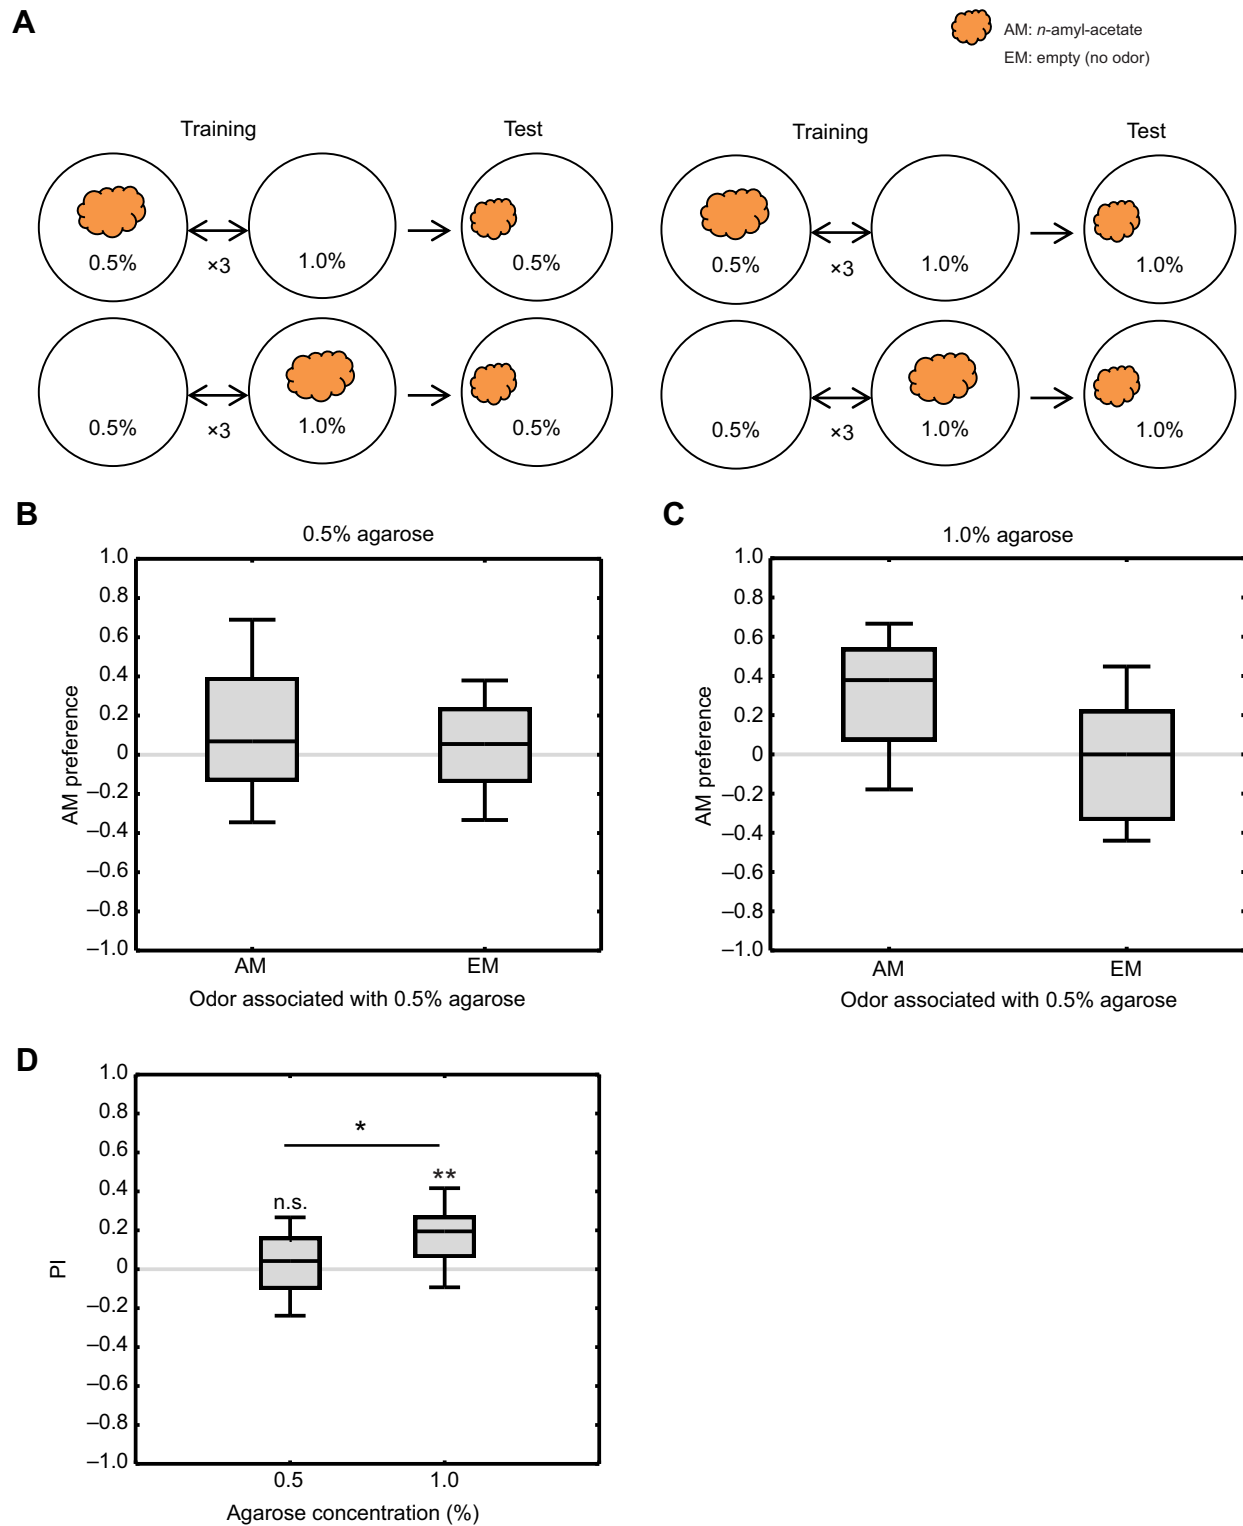 A
AM: n-amyl-acetate
EM: empty (no odor)
Training Test Training Test
0.5% ×3 1.0% 0.5% 0.5% ×3 1.0% 1.0%
0.5% ×3 1.0% 0.5% 0.5% ×3 1.0% 1.0%
B
0.5% agarose
1.0
0.8
0.6
0.4
0.2
0
–0.2
–0.4
–0.6
–0.8
–1.0
AM preference
AM EM
Odor associated with 0.5% agarose
C
1.0% agarose
1.0
0.8
0.6
0.4
0.2
0
–0.2
–0.4
–0.6
–0.8
–1.0
AM preference
AM EM
Odor associated with 0.5% agarose
D
1.0
0.8
0.6
0.4
0.2
0
–0.2
–0.4
–0.6
–0.8
–1.0
PI
*
n.s. **
0.5 1.0
Agarose concentration (%)